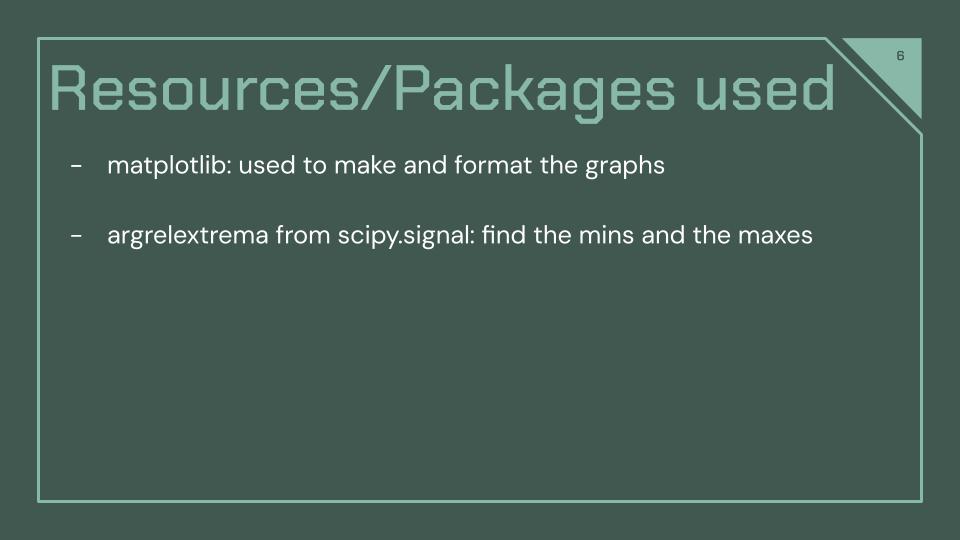 6
Resources/Packages used
- matplotlib: used to make and format the graphs
- argrelextrema from scipy.signal: find the mins and the maxes